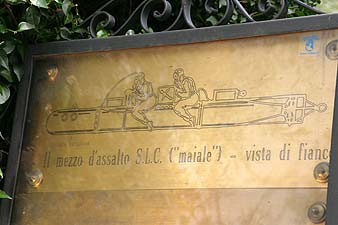 Il mezzo d'assalto S.L.C. ("maiale") - vista di fianco